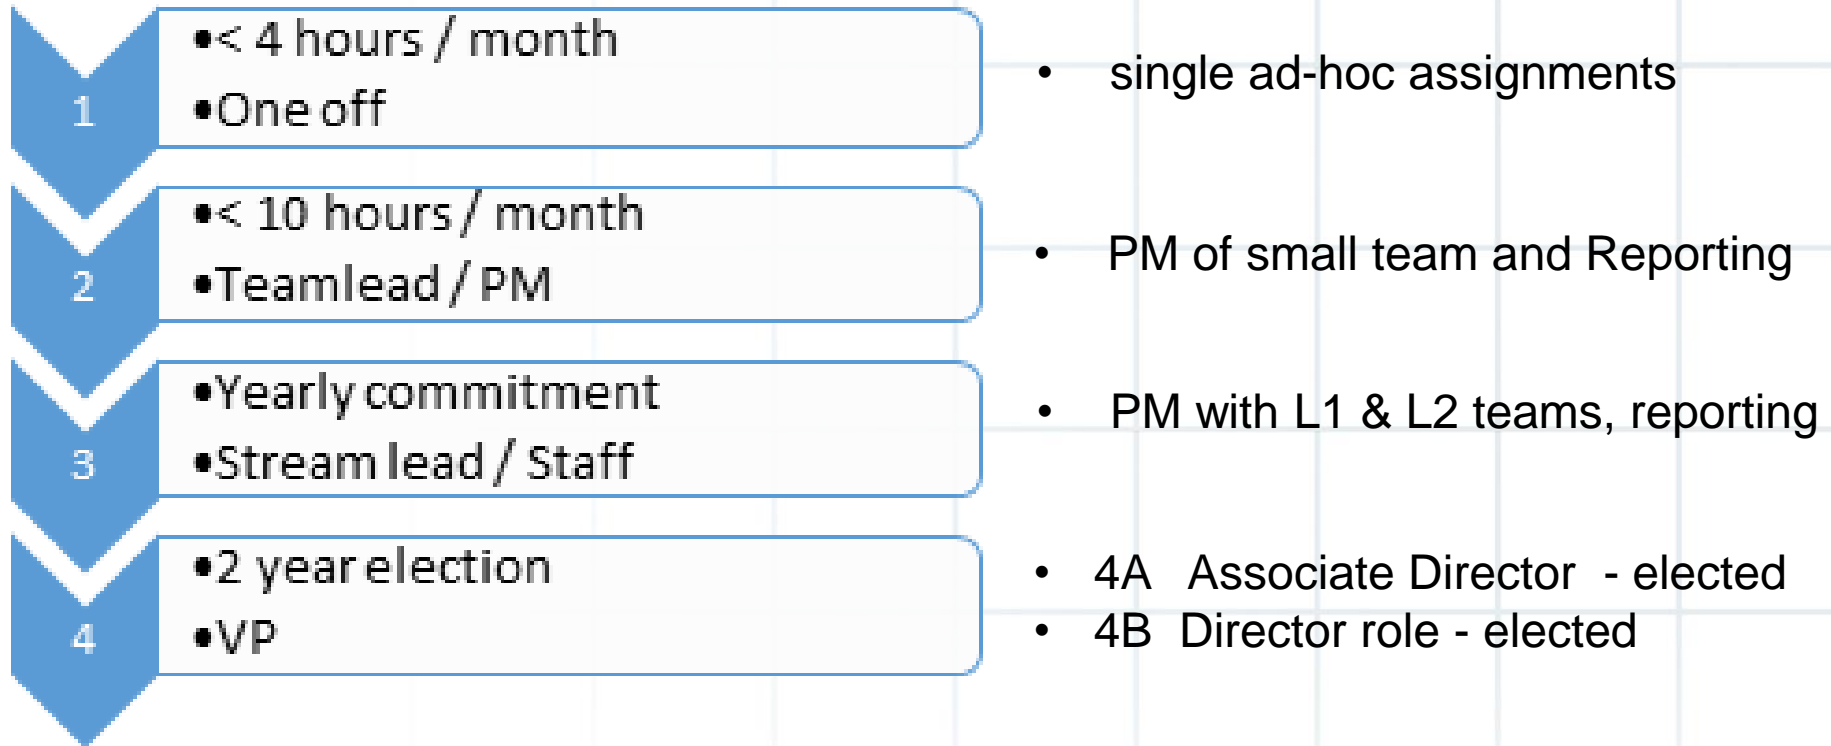 1
•< 4 hours / month
•One off
• single ad-hoc assignments
2
•< 10 hours / month
•Teamlead / PM
• PM of small team and Reporting
3
•Yearly commitment
•Stream lead / Staff
• PM with L1 & L2 teams, reporting
4
•2 year election
•VP
• 4A Associate Director - elected
• 4B Director role - elected